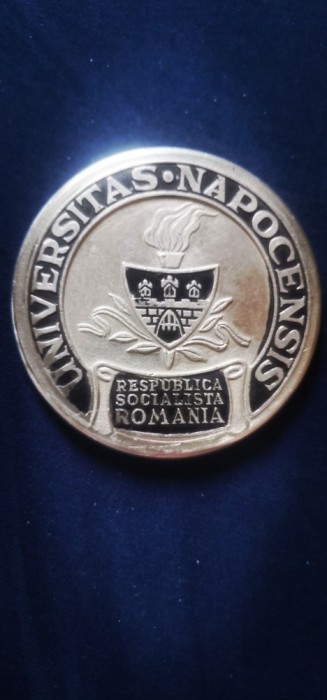 UNIVERSITAS · NAPOCENSIS
RESPUBLICA
SOCIALISTA
ROMANIA